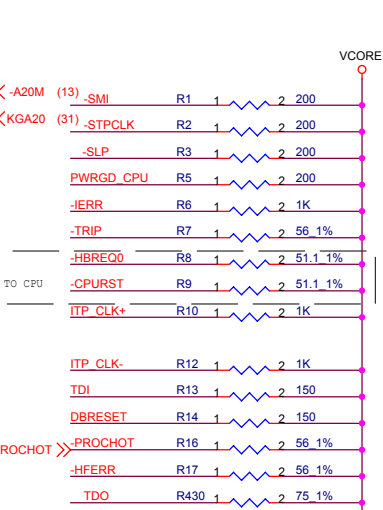 VCORE
-A20M (13)
-SMI R1 1 2 200
KGA20 (31)
-STPCLK R2 1 2 200
-SLP R3 1 2 200
PWRGD_CPU R5 1 2 200
-IERR R6 1 2 1K
-TRIP R7 1 2 56_1%
-HBREQ0 R8 1 2 51.1_1%
TO CPU
-CPURST R9 1 2 51.1_1%
ITP_CLK+ R10 1 2 1K
ITP_CLK- R12 1 2 1K
TDI R13 1 2 150
DBRESET R14 1 2 150
ROCHOT -PROCHOT R16 1 2 56_1%
-HFERR R17 1 2 56_1%
TDO R430 1 2 75_1%